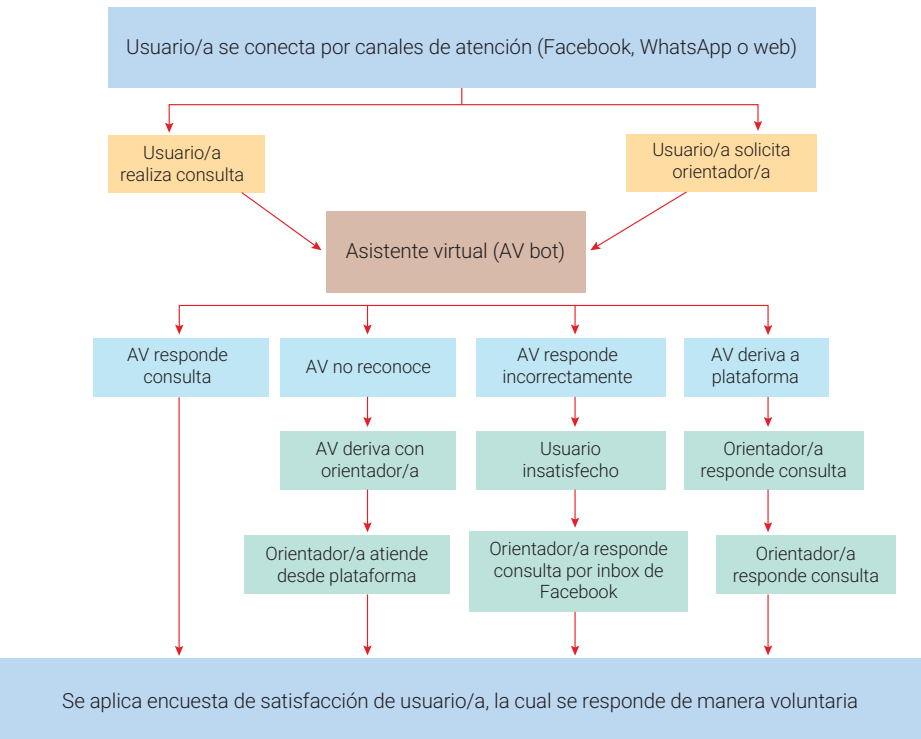 Usuario/a se conecta por canales de atención (Facebook, WhatsApp o web)
Usuario/a
realiza consulta
Usuario/a solicita
orientador/a
Asistente virtual (AV bot)
AV responde
consulta
AV no reconoce
AV responde
incorrectamente
AV deriva a
plataforma
AV deriva con
orientador/a
Usuario
insatisfecho
Orientador/a
responde consulta
Orientador/a atiende
desde plataforma
Orientador/a responde
consulta por inbox de
Facebook
Orientador/a
responde consulta
Se aplica encuesta de satisfacción de usuario/a, la cual se responde de manera voluntaria